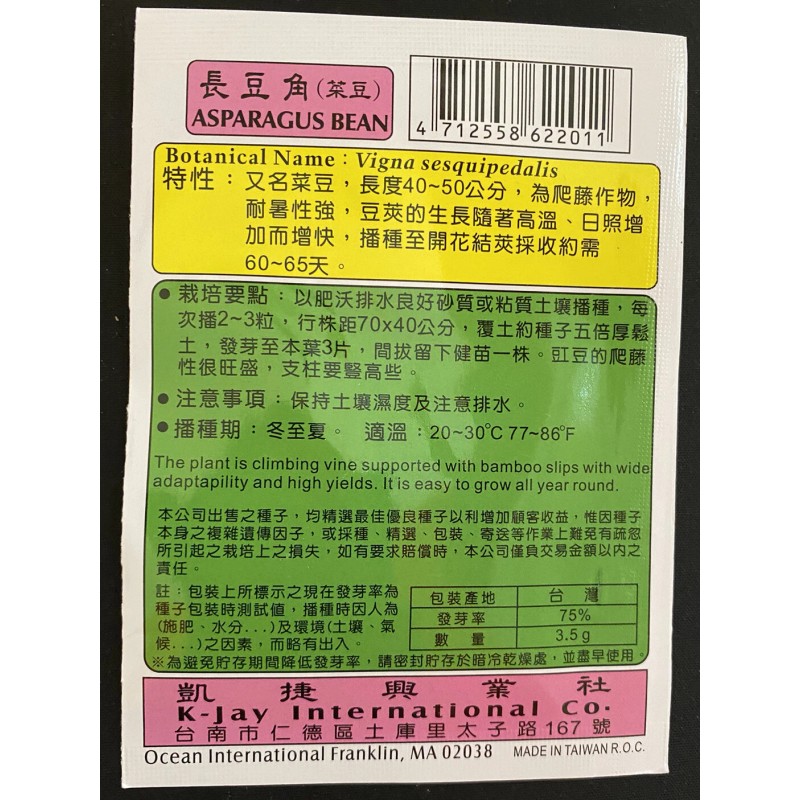 長豆角(菜豆)
ASPARAGUS BEAN
4 712558 622011
Botanical Name : Vigna sesquipedalis
特性：又名菜豆，長度40~50公分，為爬藤作物，
耐暑性強，豆莢的生長隨著高溫、日照增
加而增快，播種至開花結莢採收約需
60~65天。
●栽培要點：以肥沃排水良好砂質或粘質土壤播種，每
次播2~3粒，行株距70x40公分，覆土約種子五倍厚鬆
土，發芽至本葉3片，間拔留下健苗一株。豇豆的爬藤
性很旺盛，支柱要豎高些。
●注意事項：保持土壤濕度及注意排水。
●播種期：冬至夏。 適溫：20~30℃ 77~86℉
The plant is climbing vine supported with bamboo slips with wide
adaptapility and high yields. It is easy to grow all year round.
本公司出售之種子，均精選最佳優良種子以利增加顧客收益，惟因種子
本身之複雜遺傳因子，或採種、精選、包裝、寄送等作業上難免有疏忽
所引起之栽培上之損失，如有要求賠償時，本公司僅負交易金額以內之
責任。
註：包裝上所標示之現在發芽率為
種子包裝時測試值，播種時因人為
(施肥、水分...)及環境(土壤、氣
候...)之因素，而略有出入。
包裝產地 台灣
發芽率 75%
數量 3.5g
※為避免貯存期間降低發芽率，請密封貯存於暗冷乾燥處，並盡早使用。
凱捷興業社
K-Jay International Co.
台南市仁德區土庫里太子路167號
Ocean International Franklin, MA 02038 MADE IN TAIWAN R.O.C.